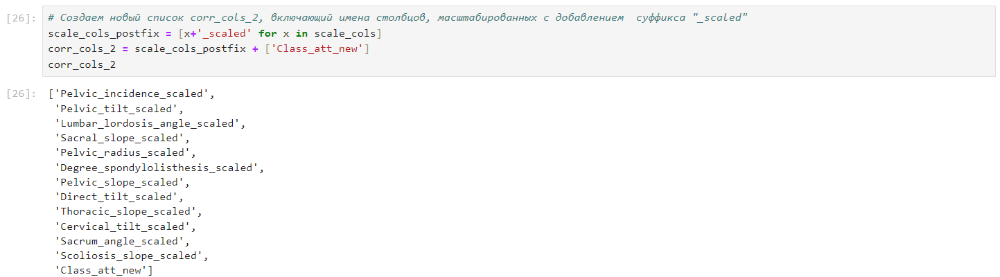 [26]: # Создаем новый список corr_cols_2, включающий имена столбцов, масштабированных с добавлением  суффикса "_scaled"
scale_cols_postfix = [x+'_scaled' for x in scale_cols]
corr_cols_2 = scale_cols_postfix + ['Class_att_new']
corr_cols_2
[26]: ['Pelvic_incidence_scaled',
'Pelvic_tilt_scaled',
'Lumbar_lordosis_angle_scaled',
'Sacral_slope_scaled',
'Pelvic_radius_scaled',
'Degree_spondylolisthesis_scaled',
'Pelvic_slope_scaled',
'Direct_tilt_scaled',
'Thoracic_slope_scaled',
'Cervical_tilt_scaled',
'Sacrum_angle_scaled',
'Scoliosis_slope_scaled',
'Class_att_new']